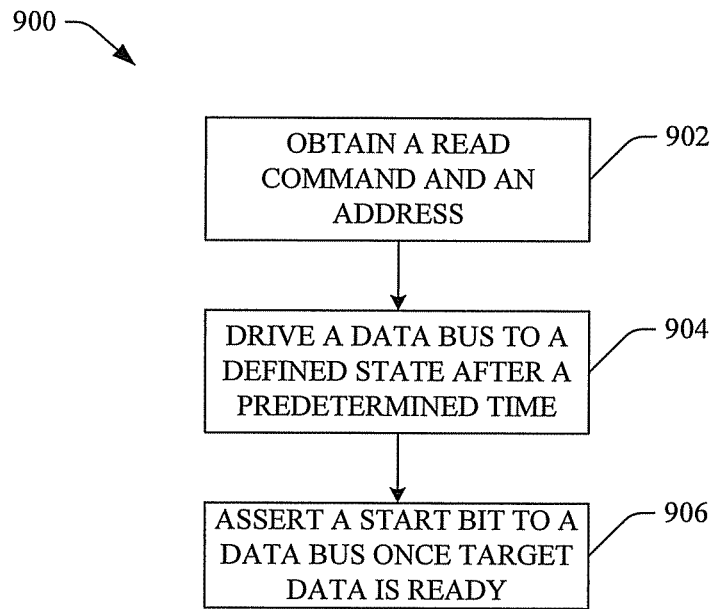 900
OBTAIN A READ
COMMAND AND AN
ADDRESS
902
DRIVE A DATA BUS TO A
DEFINED STATE AFTER A
PREDETERMINED TIME
904
ASSERT A START BIT TO A
DATA BUS ONCE TARGET
DATA IS READY
906